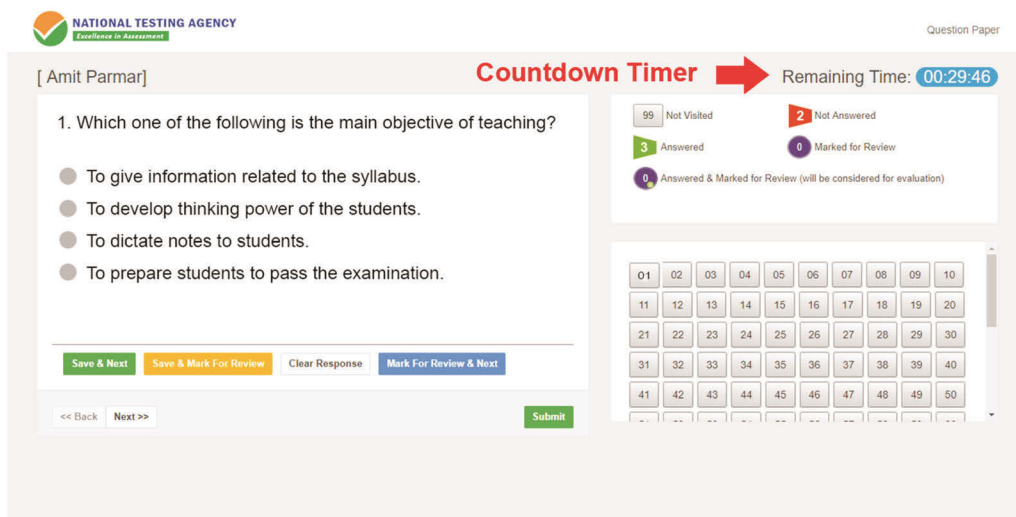 NATIONAL TESTING AGENCY
Excellence in Assessment
Question Paper
[ Amit Parmar]
Countdown Timer
Remaining Time: 00:29:46
1. Which one of the following is the main objective of teaching?
To give information related to the syllabus.
To develop thinking power of the students.
To dictate notes to students.
To prepare students to pass the examination.
Save & Next Save & Mark For Review Clear Response Mark For Review & Next
<< Back Next >> Submit
99 Not Visited 2 Not Answered
3 Answered 0 Marked for Review
0 Answered & Marked for Review (will be considered for evaluation)
01 02 03 04 05 06 07 08 09 10
11 12 13 14 15 16 17 18 19 20
21 22 23 24 25 26 27 28 29 30
31 32 33 34 35 36 37 38 39 40
41 42 43 44 45 46 47 48 49 50